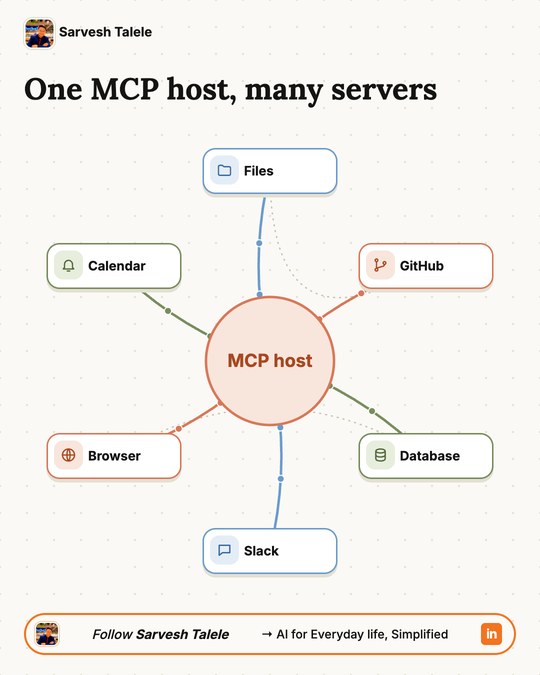 Sarvesh Talele
One MCP host, many servers
Files
Calendar
GitHub
MCP host
Browser
Database
Slack
Follow Sarvesh Talele → AI for Everyday life, Simplified in